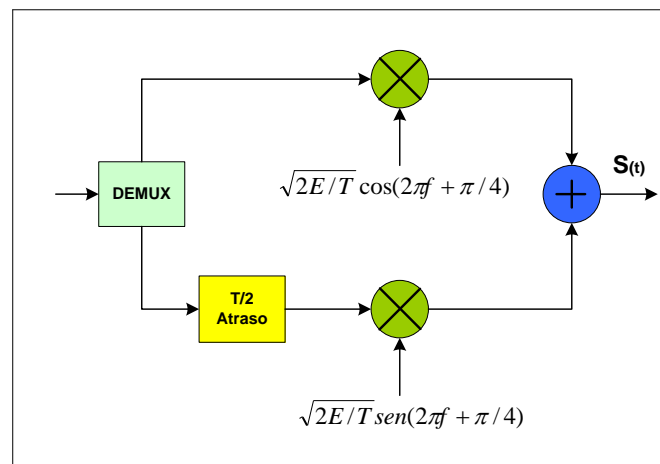 S(t)
DEMUX
√2E/T cos(2πf + π/4)
T/2
Atraso
√2E/T sen(2πf + π/4)